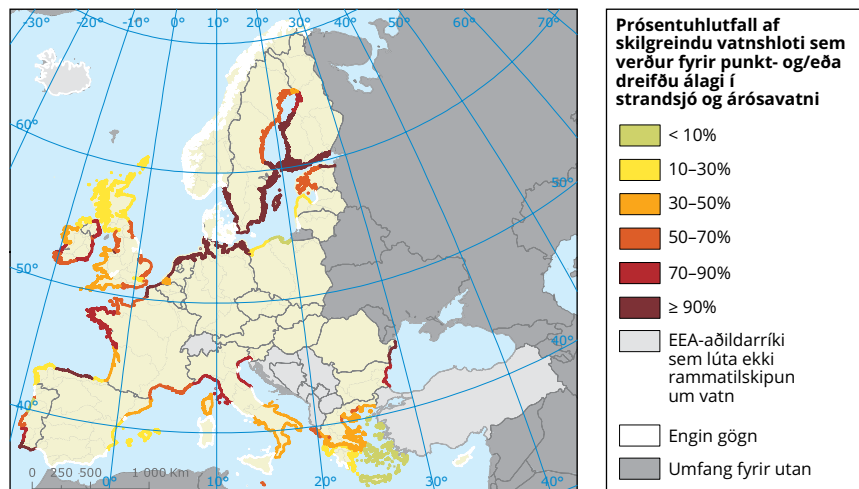 -30° -20° -10° 0° 10° 20° 30° 40° 50° 60° 70°
60°
50°
50°
60°
40°
40°
0 250 500 1 000 Km
0° 10° 20° 30° 40°
Prósentuhlutfall af
skilgreindu vatnshloti sem
verður fyrir punkt- og/eða
dreifðu álagi í
strandsjó og árósavatni
< 10%
10–30%
30–50%
50–70%
70–90%
≥ 90%
EEA-aðildarríki
sem lúta ekki
rammatilskipun
um vatn
Engin gögn
Umfang fyrir utan